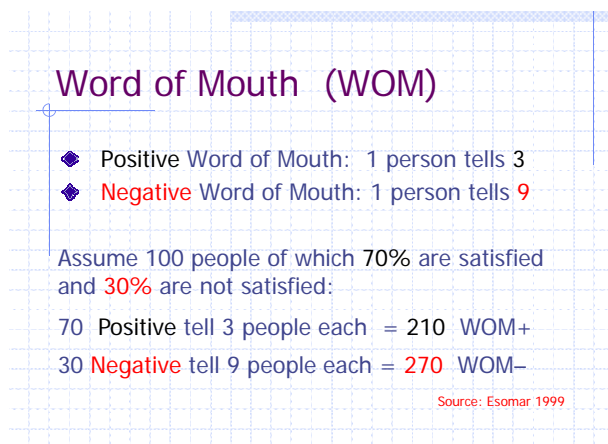 Word of Mouth (WOM)
Positive Word of Mouth: 1 person tells 3
Negative Word of Mouth: 1 person tells 9
Assume 100 people of which 70% are satisfied
and 30% are not satisfied:
70 Positive tell 3 people each = 210 WOM+
30 Negative tell 9 people each = 270 WOM–
Source: Esomar 1999